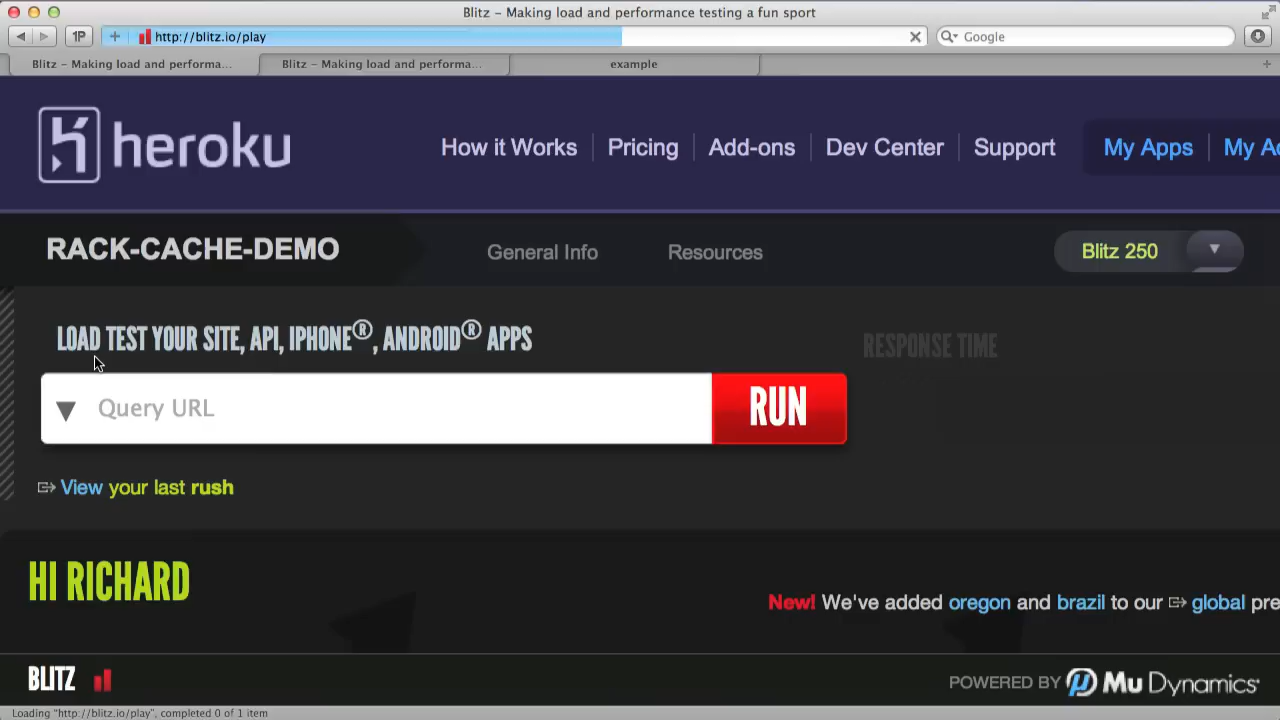 Blitz – Making load and performance testing a fun sport
1P
+
http://blitz.io/play
Google
Blitz – Making load and performa...
Blitz – Making load and performa...
example
+
heroku
How it Works
Pricing
Add-ons
Dev Center
Support
My Apps
My Ac
RACK-CACHE-DEMO
General Info
Resources
Blitz 250
LOAD TEST YOUR SITE, API, IPHONE®, ANDROID® APPS
RESPONSE TIME
Query URL
RUN
View your last rush
HI RICHARD
New! We've added oregon and brazil to our global pre
BLITZ
POWERED BY Mu Dynamics
Loading "http://blitz.io/play", completed 0 of 1 item